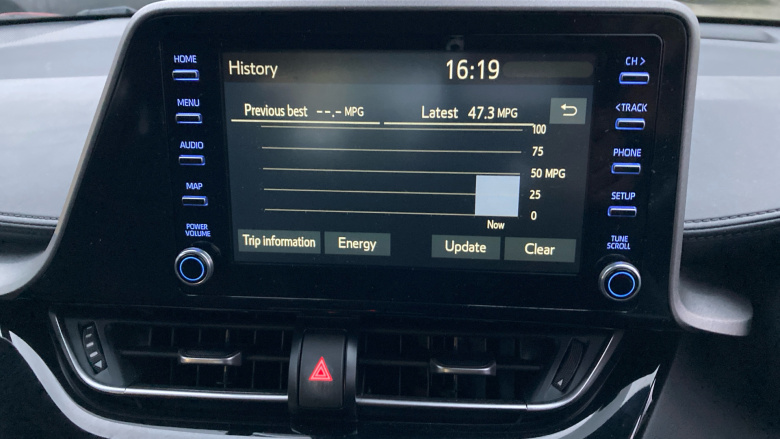 HOME
MENU
AUDIO
MAP
POWER
VOLUME
History 16:19
Previous best --.- MPG Latest 47.3 MPG
100
75
50 MPG
25
0
Now
Trip information Energy Update Clear
CH >
< TRACK
PHONE
SETUP
TUNE
SCROLL